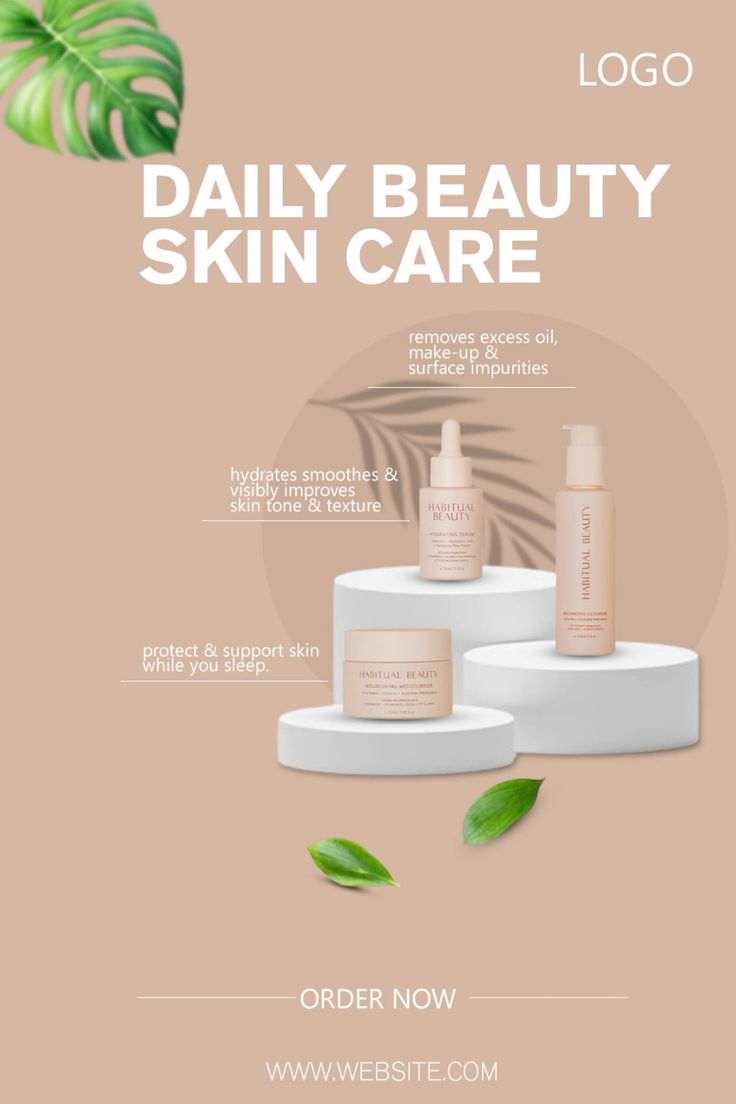 LOGO
DAILY BEAUTY
SKIN CARE
removes excess oil,
make-up &
surface impurities
hydrates smoothes &
visibly improves
skin tone & texture
HABITUAL
BEAUTY
HYDRATING SERUM
HABITUAL BEAUTY
BALANCING CLEANSER
protect & support skin
while you sleep.
HABITUAL BEAUTY
NOURISHING MOISTURISER
ORDER NOW
WWW.WEBSITE.COM